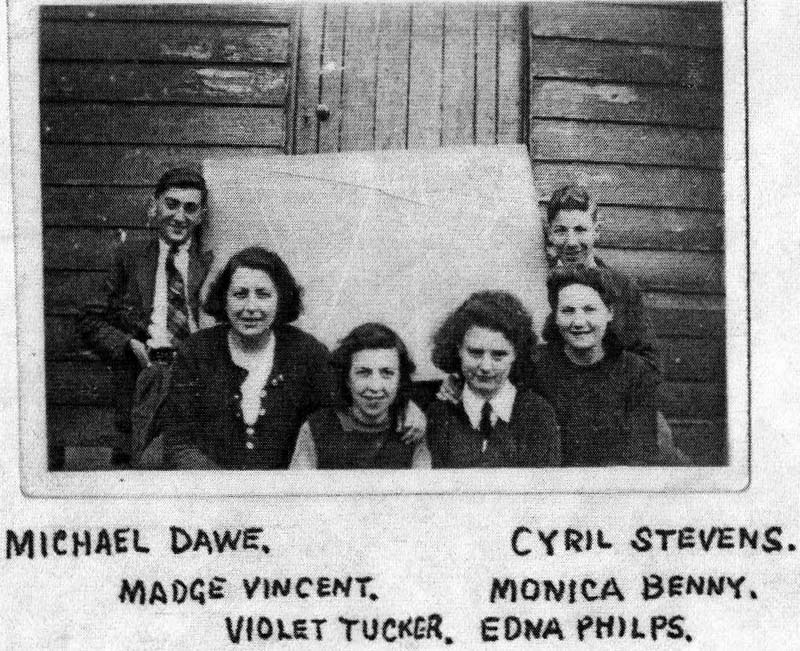 MICHAEL DAWE. CYRIL STEVENS.
MADGE VINCENT. MONICA BENNY.
VIOLET TUCKER. EDNA PHILPS.